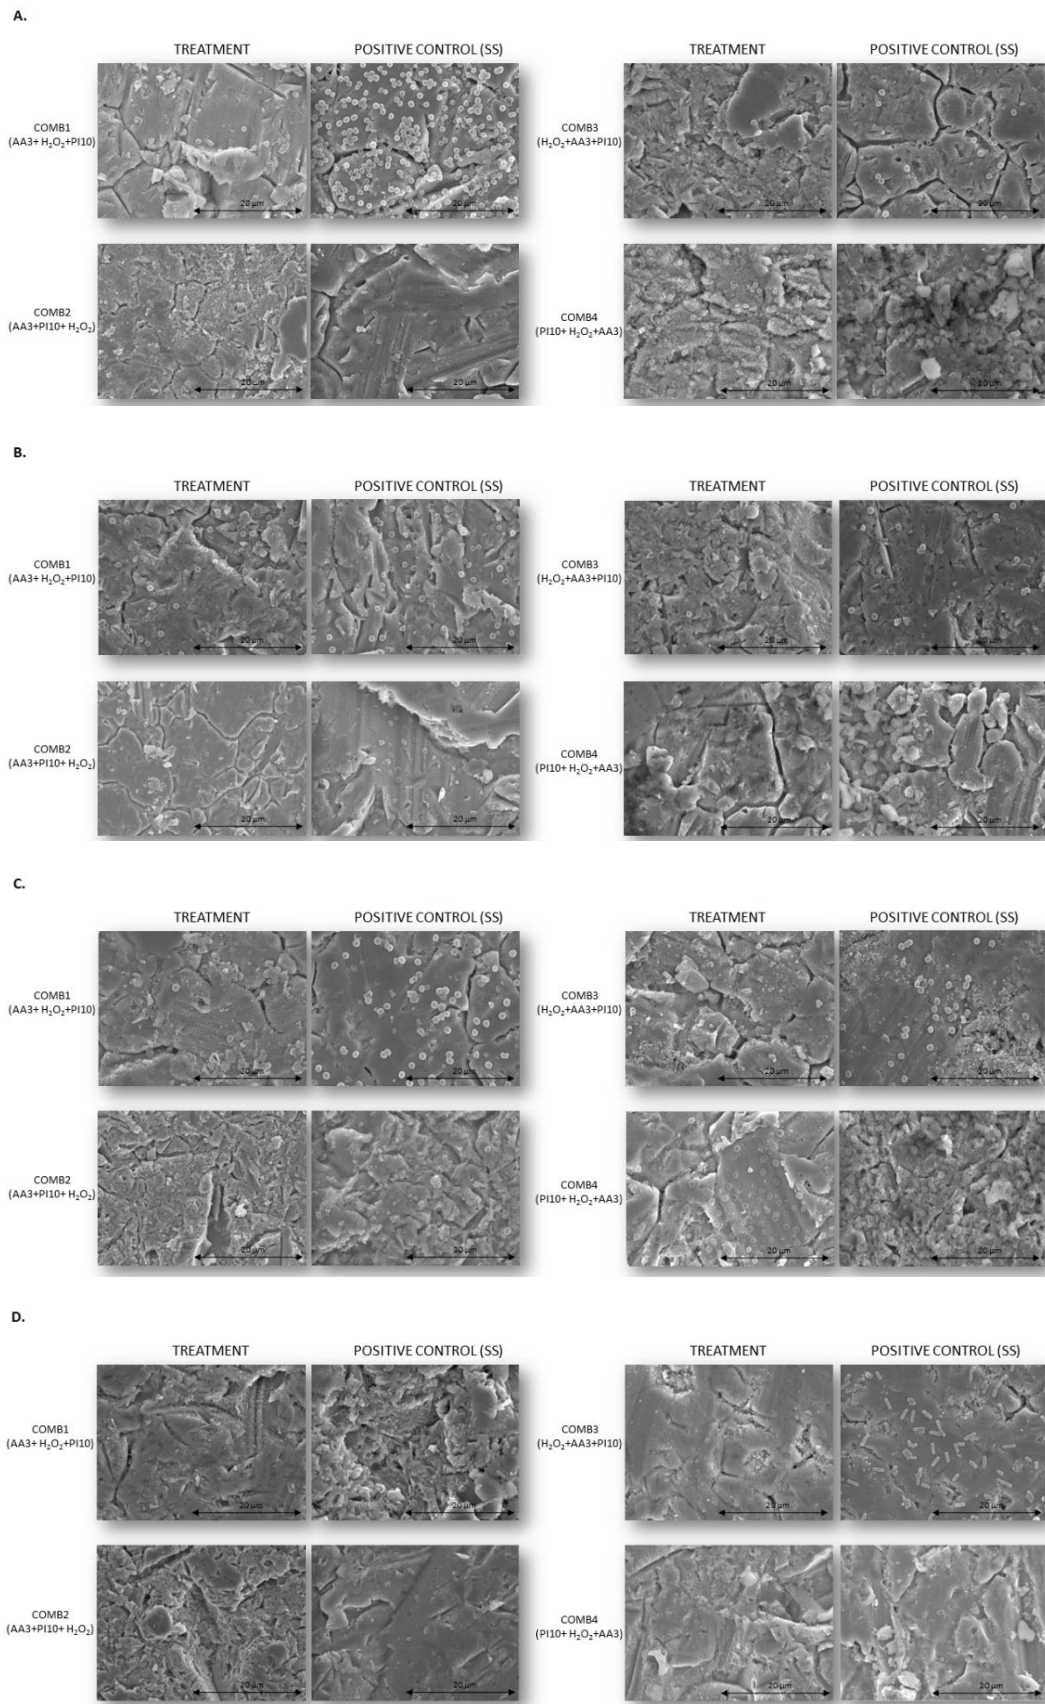 A.
TREATMENT POSITIVE CONTROL (SS) TREATMENT POSITIVE CONTROL (SS)
COMB1
(AA3+ H₂O₂+PI10)
20 µm 20 µm
COMB3
(H₂O₂+AA3+PI10)
20 µm 20 µm
COMB2
(AA3+PI10+ H₂O₂)
20 µm 20 µm
COMB4
(PI10+ H₂O₂+AA3)
20 µm 20 µm
B.
TREATMENT POSITIVE CONTROL (SS) TREATMENT POSITIVE CONTROL (SS)
COMB1
(AA3+ H₂O₂+PI10)
20 µm 20 µm
COMB3
(H₂O₂+AA3+PI10)
20 µm 20 µm
COMB2
(AA3+PI10+ H₂O₂)
20 µm 20 µm
COMB4
(PI10+ H₂O₂+AA3)
20 µm 20 µm
C.
TREATMENT POSITIVE CONTROL (SS) TREATMENT POSITIVE CONTROL (SS)
COMB1
(AA3+ H₂O₂+PI10)
20 µm 20 µm
COMB3
(H₂O₂+AA3+PI10)
20 µm 20 µm
COMB2
(AA3+PI10+ H₂O₂)
20 µm 20 µm
COMB4
(PI10+ H₂O₂+AA3)
20 µm 20 µm
D.
TREATMENT POSITIVE CONTROL (SS) TREATMENT POSITIVE CONTROL (SS)
COMB1
(AA3+ H₂O₂+PI10)
20 µm 20 µm
COMB3
(H₂O₂+AA3+PI10)
20 µm 20 µm
COMB2
(AA3+PI10+ H₂O₂)
20 µm 20 µm
COMB4
(PI10+ H₂O₂+AA3)
20 µm 20 µm